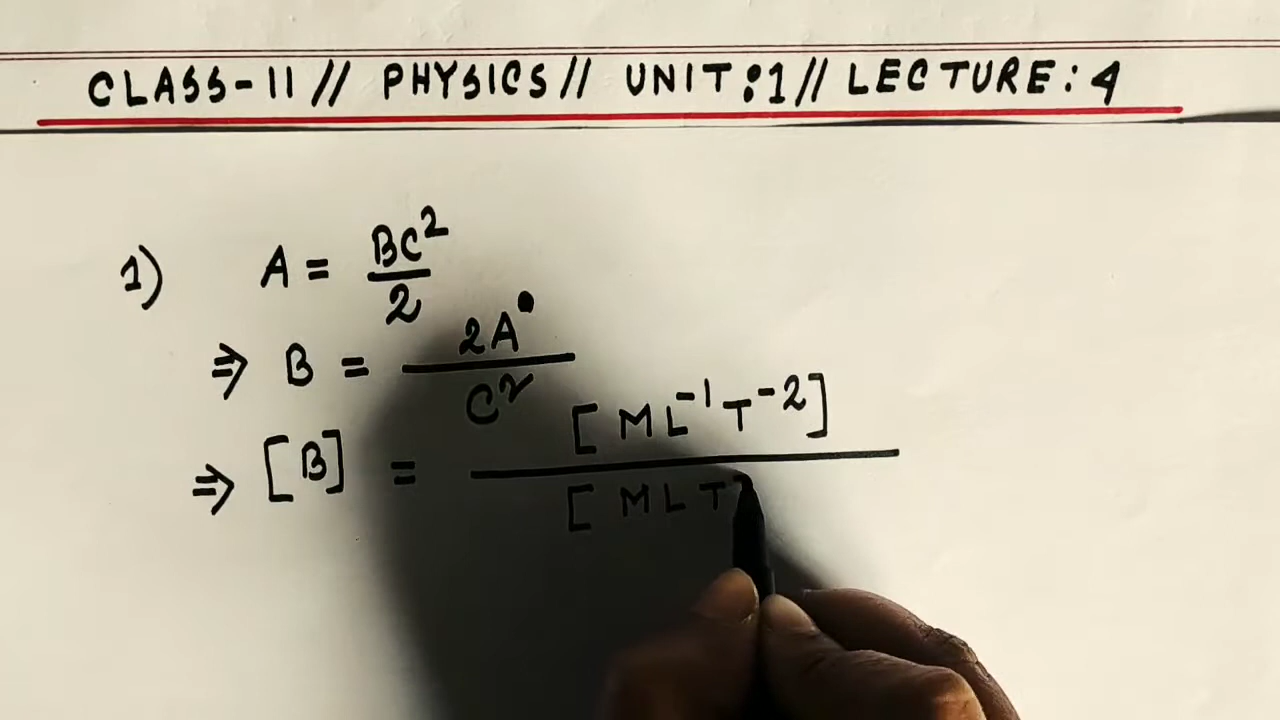 CLASS-11 // PHYSICS // UNIT:1 // LECTURE: 4
1) A = BC² / 2
⇒ B = 2A / C²
⇒ [B] = [ML⁻¹T⁻²] / [MLT